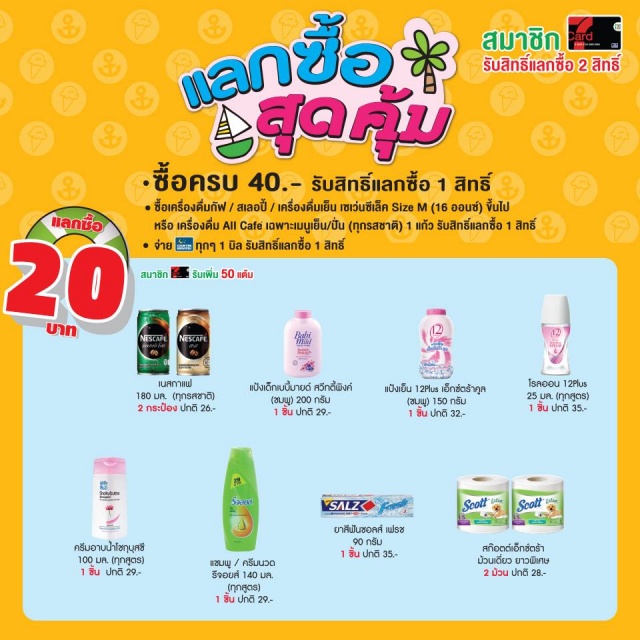 สมาชิก 7 Card
รับสิทธิ์แลกซื้อ 2 สิทธิ์
แลกซื้อ
สุดคุ้ม
• ซื้อครบ 40.- รับสิทธิ์แลกซื้อ 1 สิทธิ์
• ซื้อเครื่องดื่มกัฟ / สเลอปี้ / เครื่องดื่มเย็น เซเว่นซีเล็ค Size M (16 ออนซ์) ขึ้นไป
หรือ เครื่องดื่ม All Café เฉพาะเมนูเย็น/ปั่น (ทุกรสชาติ) 1 แก้ว รับสิทธิ์แลกซื้อ 1 สิทธิ์
• จ่าย ทุกๆ 1 บิล รับสิทธิ์แลกซื้อ 1 สิทธิ์
แลกซื้อ
20
บาท
สมาชิก รับเพิ่ม 50 แต้ม
NESCAFÉ
NESCAFÉ
Babi Mild
12
12
เนสกาแฟ
180 มล. (ทุกรสชาติ)
2 กระป๋อง ปกติ 26.-
แป้งเด็กเบบี้มายด์ สวีทตี้พิงค์
(ชมพู) 200 กรัม
1 ชิ้น ปกติ 29.-
แป้งเย็น 12Plus เอ็กซ์ตร้าคูล
(ชมพู) 150 กรัม
1 ชิ้น ปกติ 32.-
โรลออน 12Plus
25 มล. (ทุกสูตร)
1 ชิ้น ปกติ 35.-
รีจอยส์
SALZ Fresh
Scott Extra
Scott Extra
ครีมอาบน้ำโชกุบุสซึ
100 มล. (ทุกสูตร)
1 ชิ้น ปกติ 29.-
แชมพู / ครีมนวด
รีจอยส์ 140 มล.
(ทุกสูตร)
1 ชิ้น ปกติ 29.-
ยาสีฟันซอลส์ เฟรช
90 กรัม
1 ชิ้น ปกติ 35.-
สก๊อตต์เอ็กซ์ตร้า
ม้วนเดี่ยว ยาวพิเศษ
2 ม้วน ปกติ 28.-